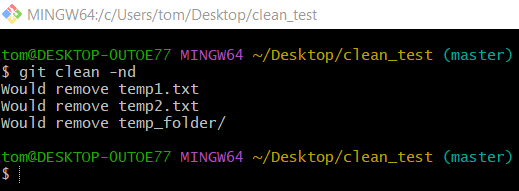 MINGW64:/c/Users/tom/Desktop/clean_test
tom@DESKTOP-OUTOE77 MINGW64 ~/Desktop/clean_test (master)
$ git clean -nd
Would remove temp1.txt
Would remove temp2.txt
Would remove temp_folder/
tom@DESKTOP-OUTOE77 MINGW64 ~/Desktop/clean_test (master)
$